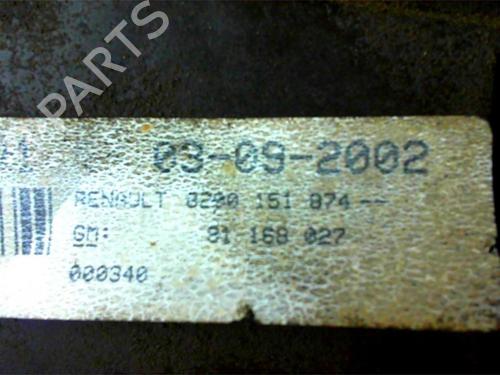 B-PARTS
03-09-2002
RENAULT 8200 151 874--
GM: 91 168 027
000340